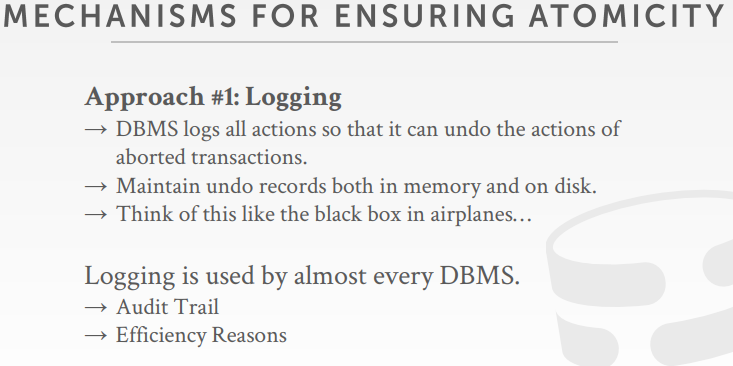 MECHANISMS FOR ENSURING ATOMICITY
Approach #1: Logging
→ DBMS logs all actions so that it can undo the actions of
aborted transactions.
→ Maintain undo records both in memory and on disk.
→ Think of this like the black box in airplanes…
Logging is used by almost every DBMS.
→ Audit Trail
→ Efficiency Reasons